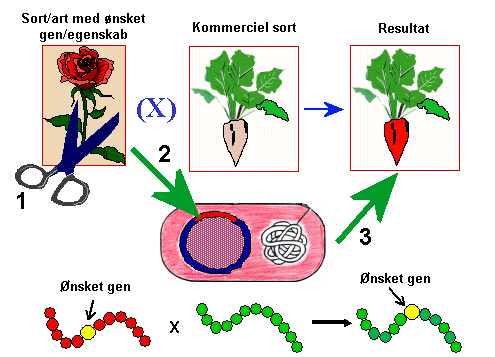 Sort/art med ønsket
gen/egenskab
Kommerciel sort
Resultat
(X)
1
2
3
Ønsket gen
X
Ønsket gen